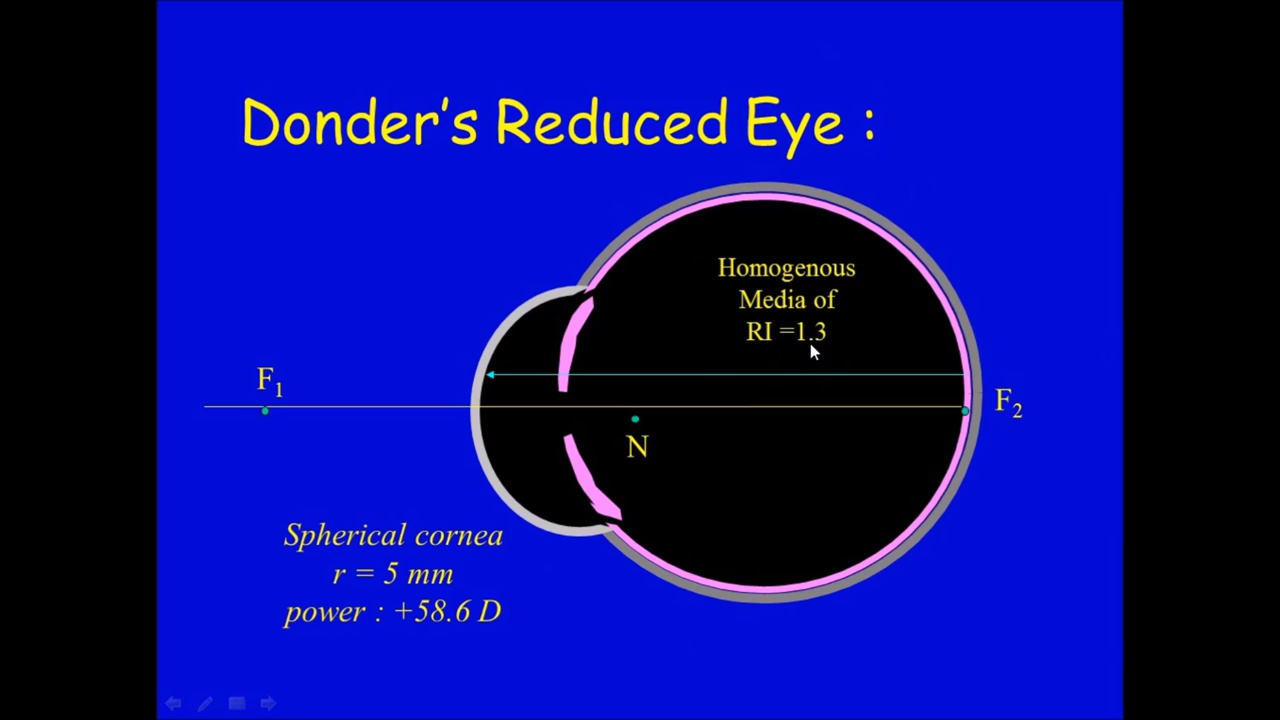 Donder's Reduced Eye :
Homogenous
Media of
RI =1.3
F1
F2
N
Spherical cornea
r = 5 mm
power : +58.6 D